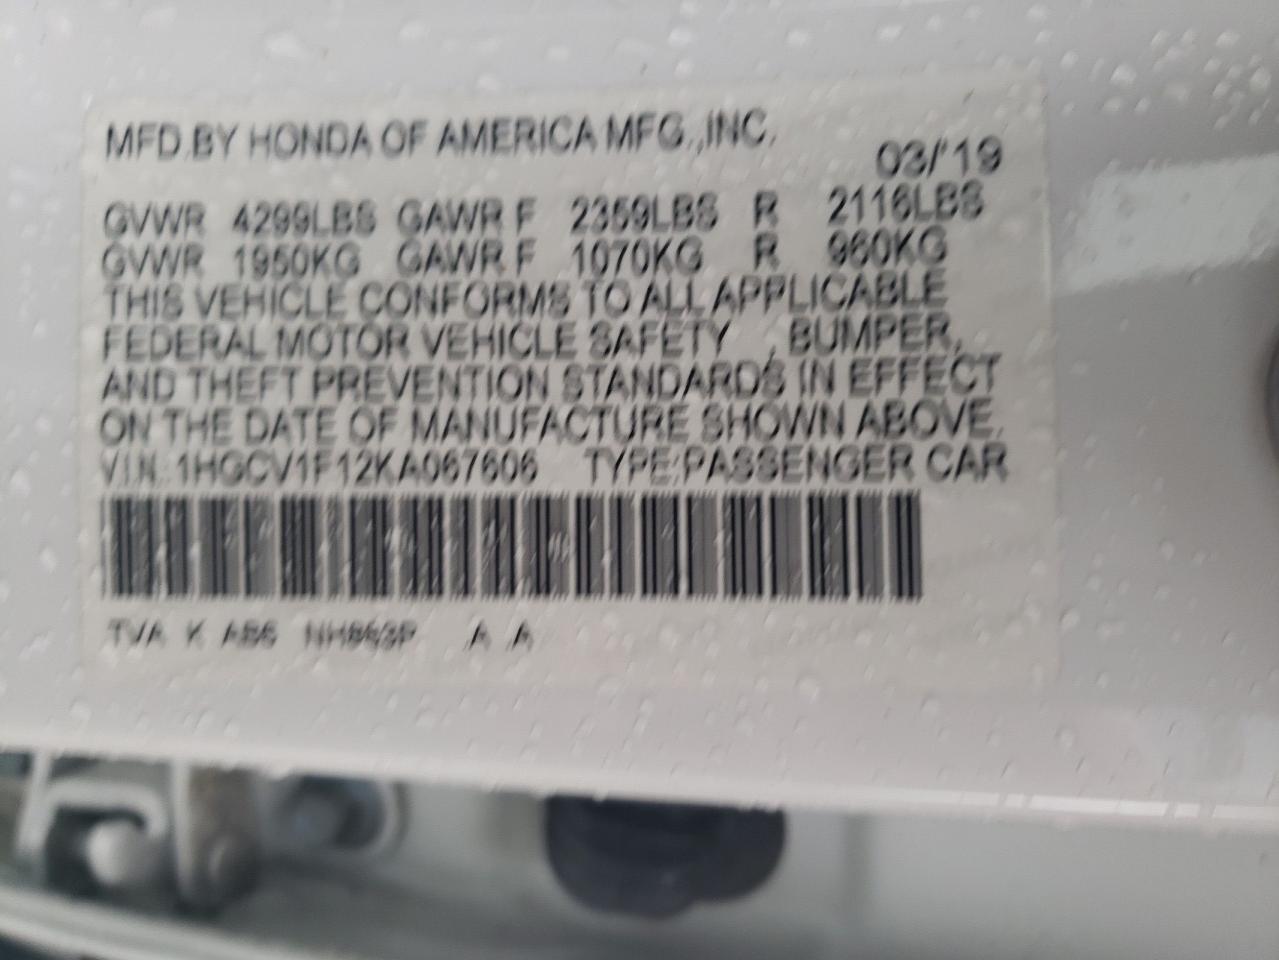 MFD.BY HONDA OF AMERICA MFG.,INC.
03/'19
GVWR 4299LBS GAWR F 2359LBS R 2116LBS
GVWR 1950KG GAWR F 1070KG R 960KG
THIS VEHICLE CONFORMS TO ALL APPLICABLE
FEDERAL MOTOR VEHICLE SAFETY , BUMPER,
AND THEFT PREVENTION STANDARDS IN EFFECT
ON THE DATE OF MANUFACTURE SHOWN ABOVE.
V.I.N.: 1HGCV1F12KA067606 TYPE:PASSENGER CAR
TVA K A86 NH883P A A